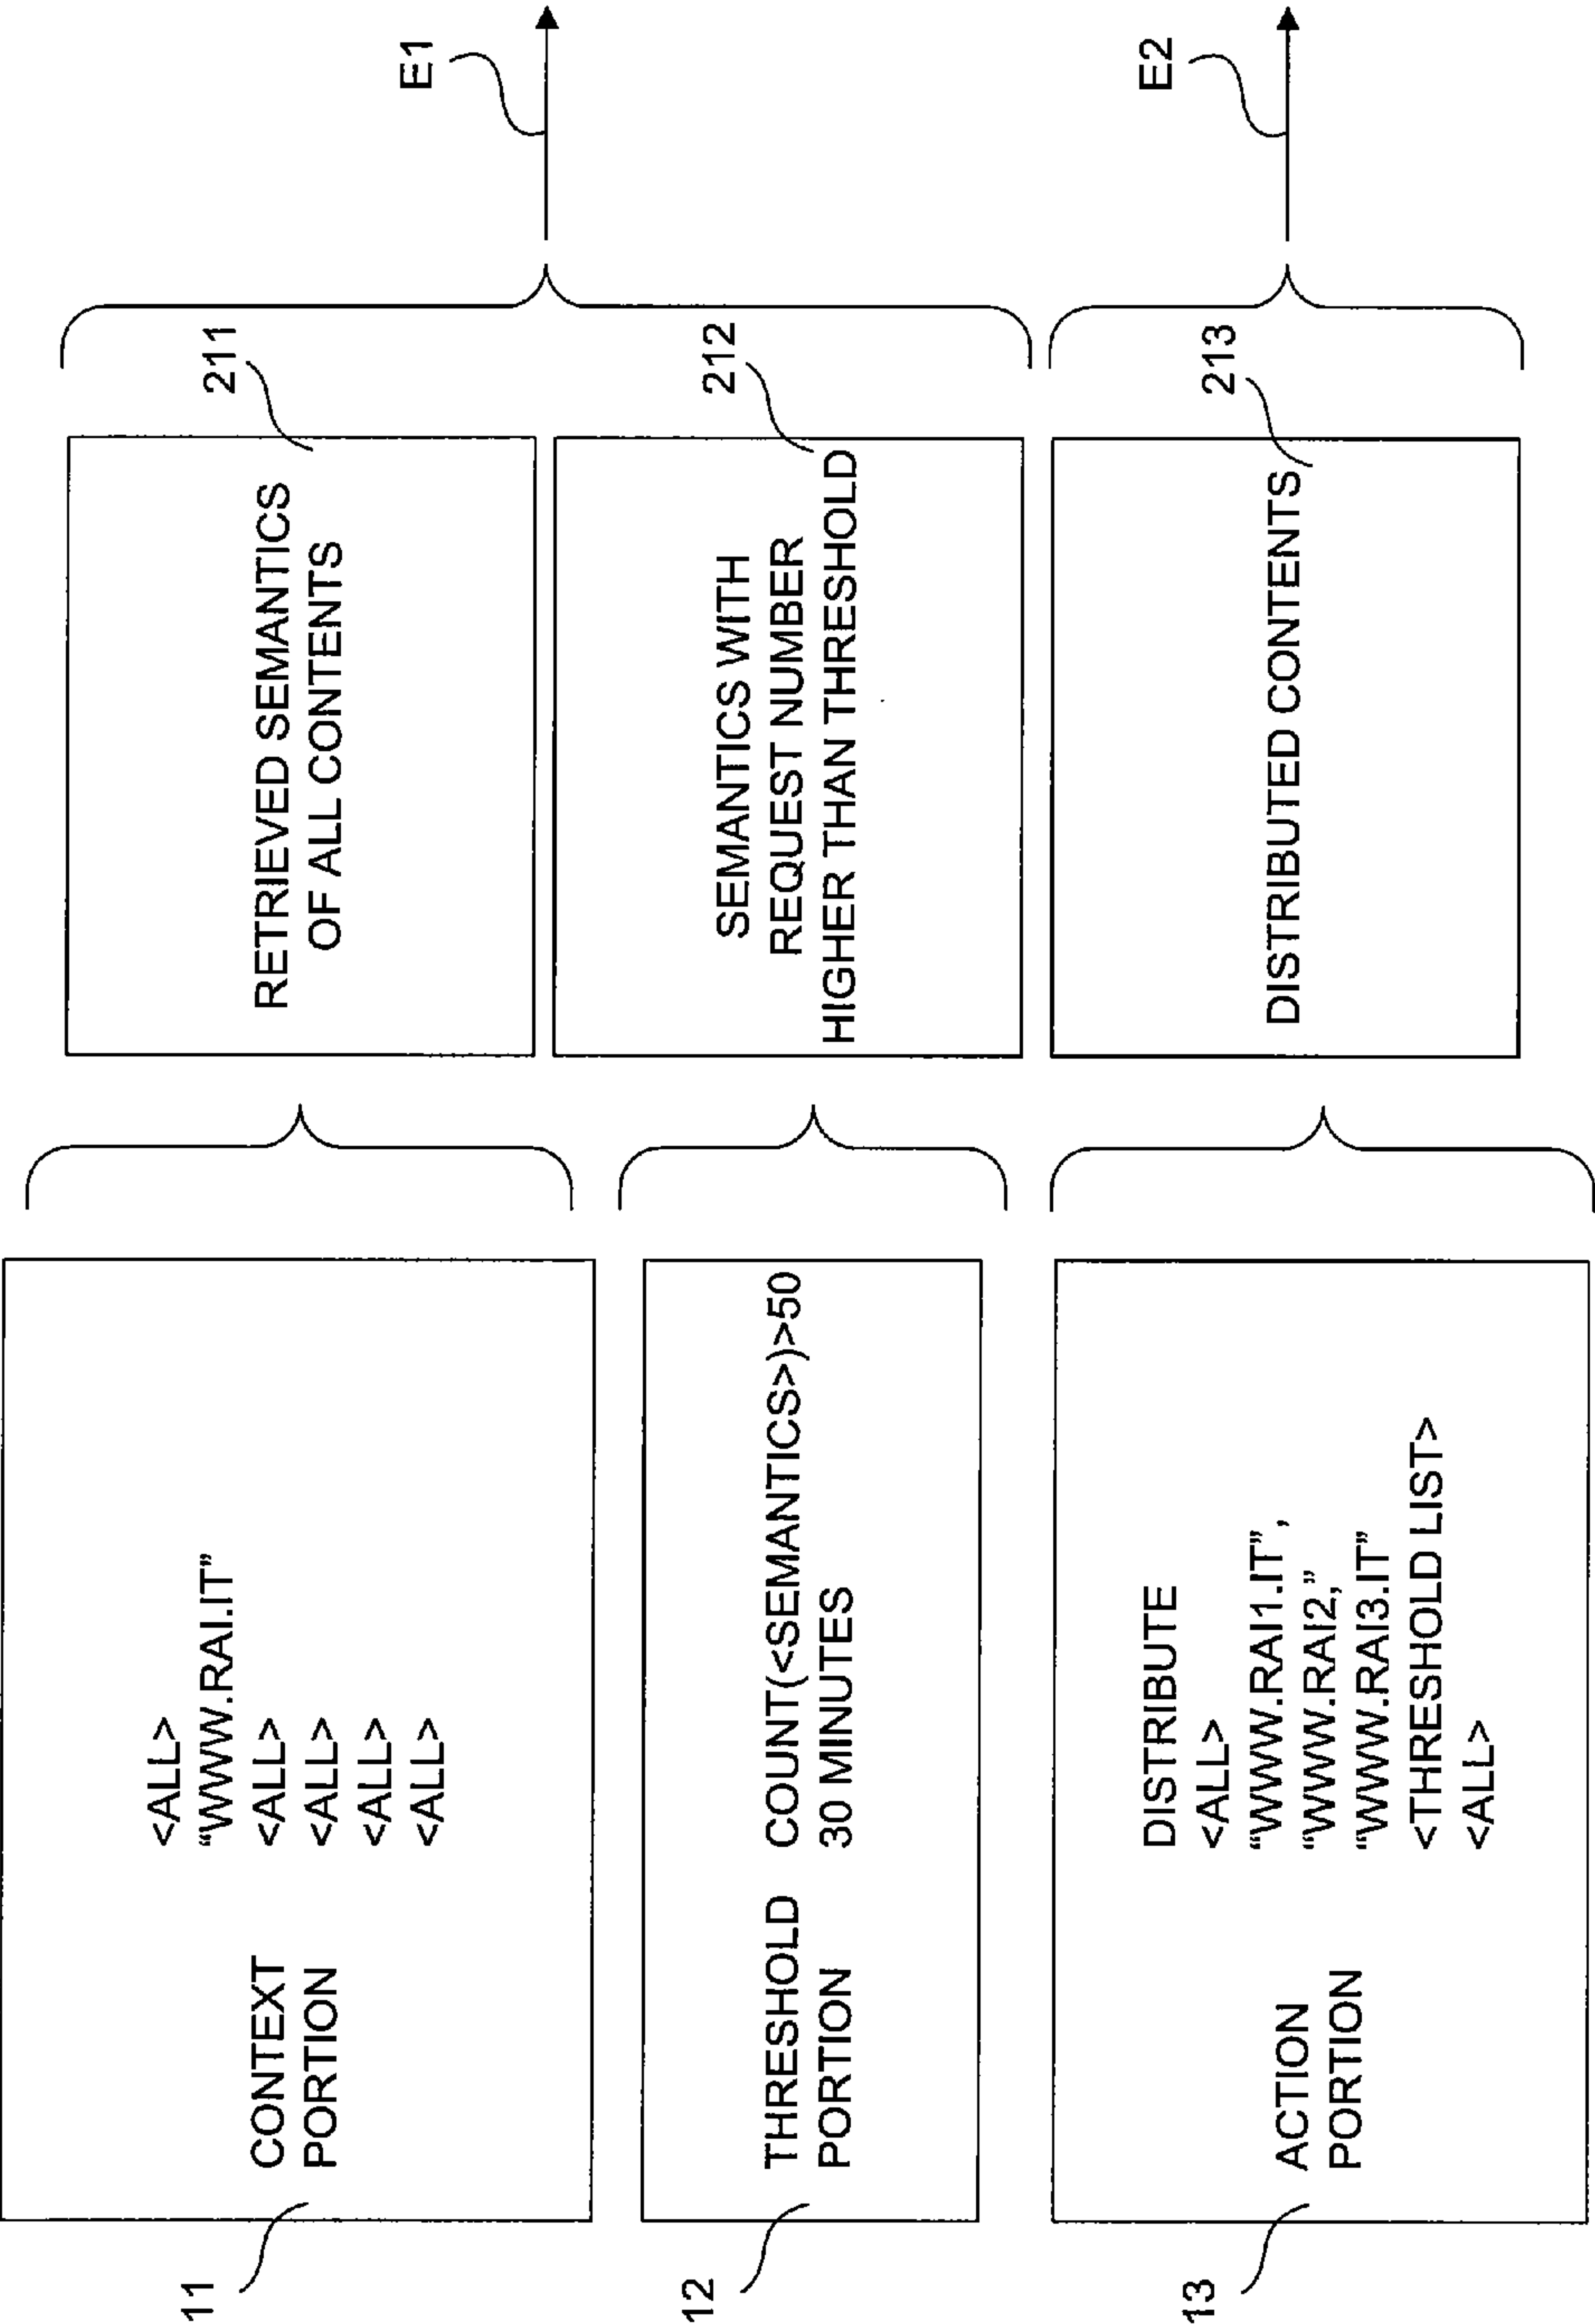 11
CONTEXT
PORTION
<ALL>
“WWW.RAI.IT”
<ALL>
<ALL>
<ALL>
<ALL>
211
RETRIEVED SEMANTICS
OF ALL CONTENTS
E1
12
THRESHOLD
PORTION
COUNT(<SEMANTICS>)>50
30 MINUTES
212
SEMANTICS WITH
REQUEST NUMBER
HIGHER THAN THRESHOLD
13
ACTION
PORTION
DISTRIBUTE
<ALL>
“WWW.RAI1.IT”,
“WWW.RAI2,”
“WWW.RAI3.IT”
<THRESHOLD LIST>
<ALL>
213
DISTRIBUTED CONTENTS
E2